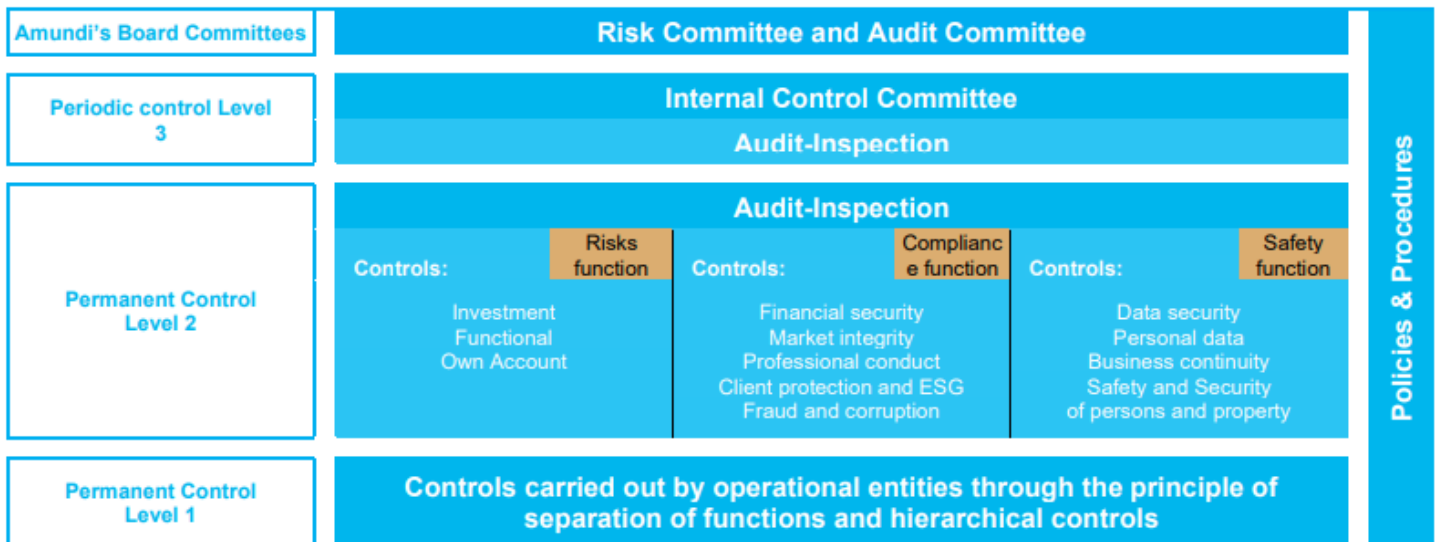 Amundi's Board Committees
Risk Committee and Audit Committee
Periodic control Level
3
Internal Control Committee
Audit-Inspection
Permanent Control
Level 2
Audit-Inspection
Controls:
Risks
function
Investment
Functional
Own Account
Controls:
Complianc
e function
Financial security
Market integrity
Professional conduct
Client protection and ESG
Fraud and corruption
Controls:
Safety
function
Data security
Personal data
Business continuity
Safety and Security
of persons and property
Permanent Control
Level 1
Controls carried out by operational entities through the principle of
separation of functions and hierarchical controls
Policies & Procedures